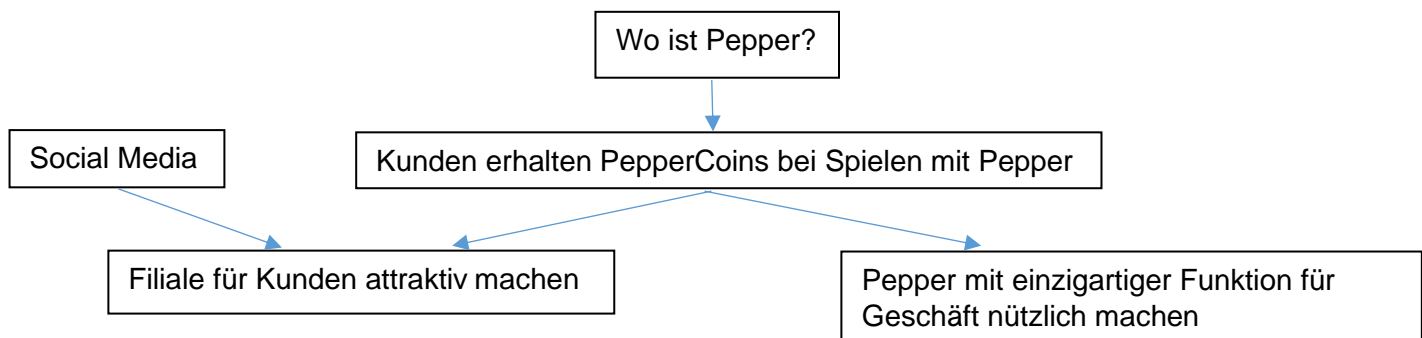 Wo ist Pepper?
Social Media
Kunden erhalten PepperCoins bei Spielen mit Pepper
Filiale für Kunden attraktiv machen
Pepper mit einzigartiger Funktion für
Geschäft nützlich machen